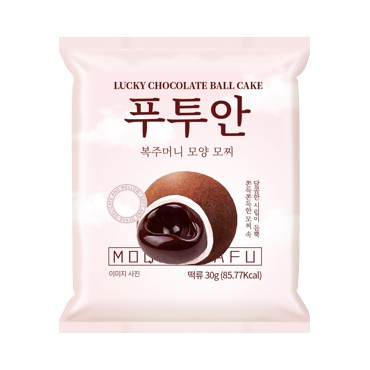 LUCKY CHOCOLATE BALL CAKE
푸투안
복주머니 모양 모찌
달콤한 시럽이 듬뿍
쫀득쫀득한 모찌 속
이미지 사진
떡류 30g (85.77Kcal)